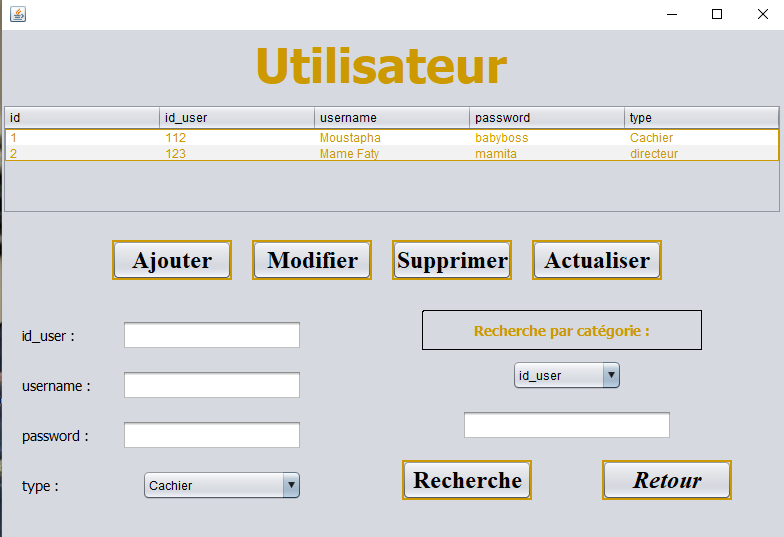 Utilisateur
id id_user username password type
1 112 Moustapha babyboss Cachier
2 123 Mame Faty mamita directeur
Ajouter Modifier Supprimer Actualiser
id_user :
username :
password :
type : Cachier
Recherche par catégorie :
id_user
Recherche Retour